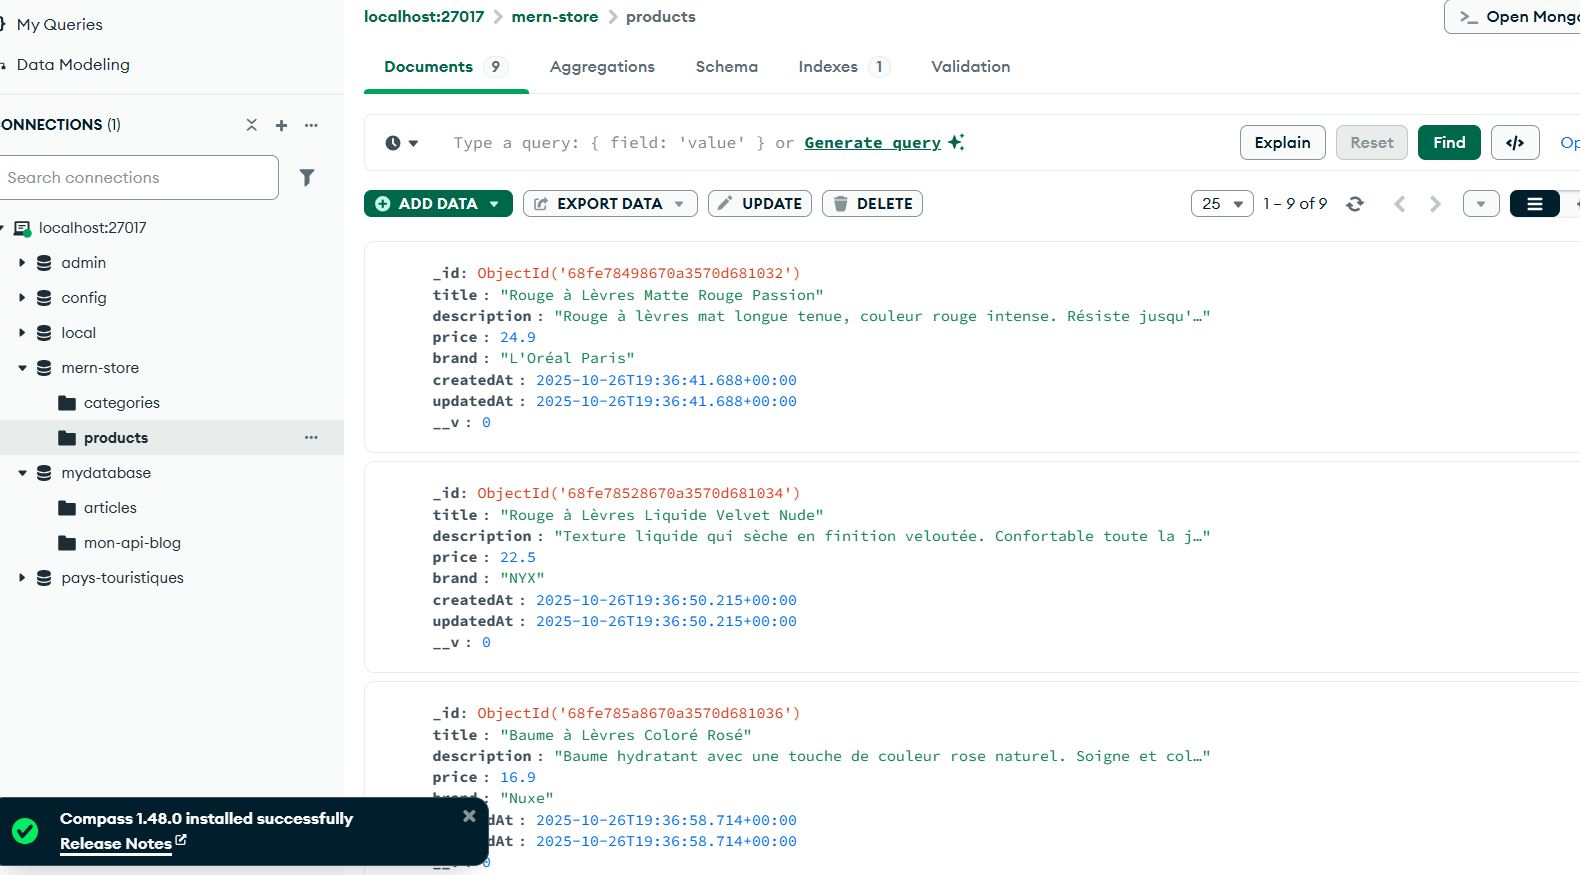 My Queries
Data Modeling
ONNECTIONS (1)
Search connections
localhost:27017
admin
config
local
mern-store
categories
products
mydatabase
articles
mon-api-blog
pays-touristiques
Compass 1.48.0 installed successfully
Release Notes
localhost:27017 > mern-store > products
>_ Open Mong
Documents 9 Aggregations Schema Indexes 1 Validation
Type a query: { field: 'value' } or Generate query
Explain Reset Find </> Op
ADD DATA EXPORT DATA UPDATE DELETE
25 1 – 9 of 9
_id: ObjectId('68fe78498670a3570d681032')
title : "Rouge à Lèvres Matte Rouge Passion"
description : "Rouge à lèvres mat longue tenue, couleur rouge intense. Résiste jusqu'…"
price : 24.9
brand : "L'Oréal Paris"
createdAt : 2025-10-26T19:36:41.688+00:00
updatedAt : 2025-10-26T19:36:41.688+00:00
__v : 0
_id: ObjectId('68fe78528670a3570d681034')
title : "Rouge à Lèvres Liquide Velvet Nude"
description : "Texture liquide qui sèche en finition veloutée. Confortable toute la j…"
price : 22.5
brand : "NYX"
createdAt : 2025-10-26T19:36:50.215+00:00
updatedAt : 2025-10-26T19:36:50.215+00:00
__v : 0
_id: ObjectId('68fe785a8670a3570d681036')
title : "Baume à Lèvres Coloré Rosé"
description : "Baume hydratant avec une touche de couleur rose naturel. Soigne et col…"
price : 16.9
brand : "Nuxe"
dAt : 2025-10-26T19:36:58.714+00:00
dAt : 2025-10-26T19:36:58.714+00:00
0